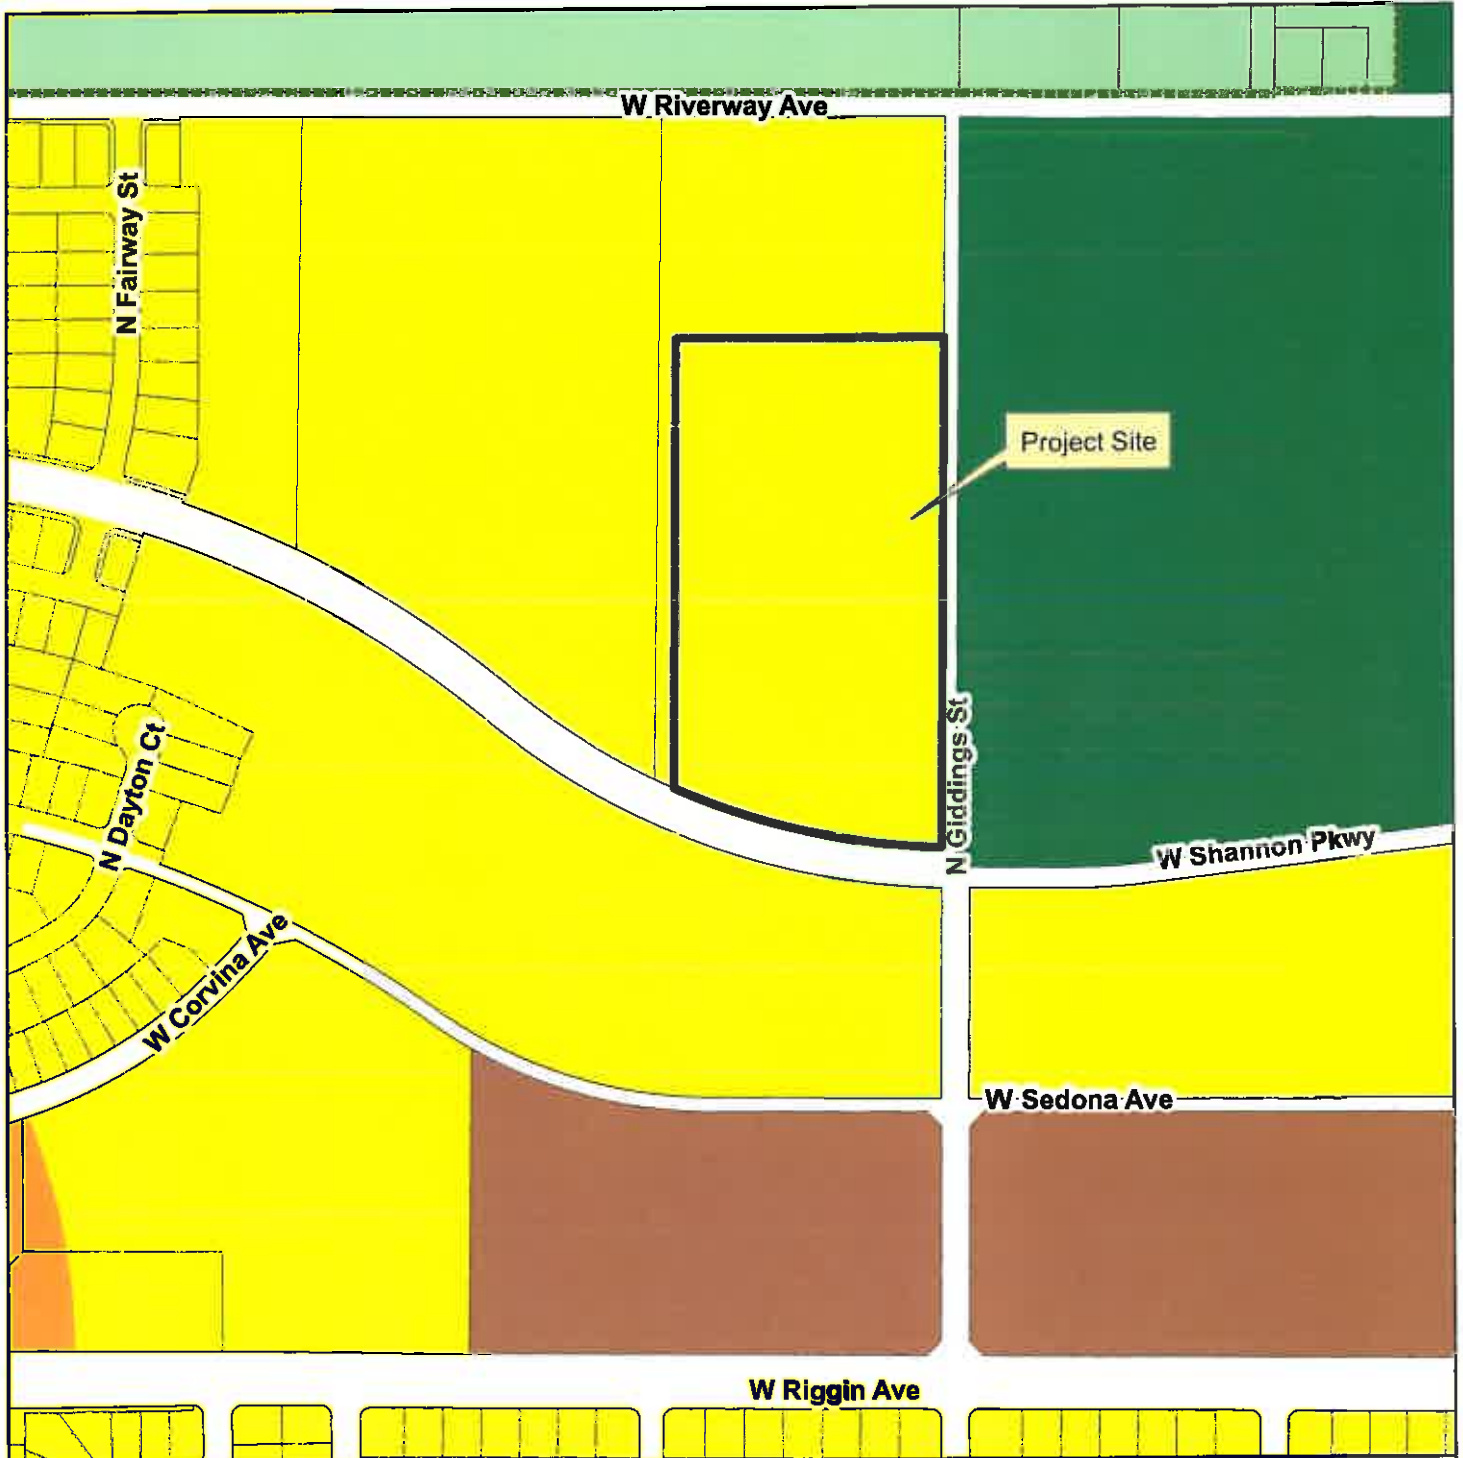 W Riverway Ave
N Fairway St
Project Site
N Giddings St
N Dayton Ct
W Shannon Pkwy
W Corvina Ave
W Sedona Ave
W Riggin Ave